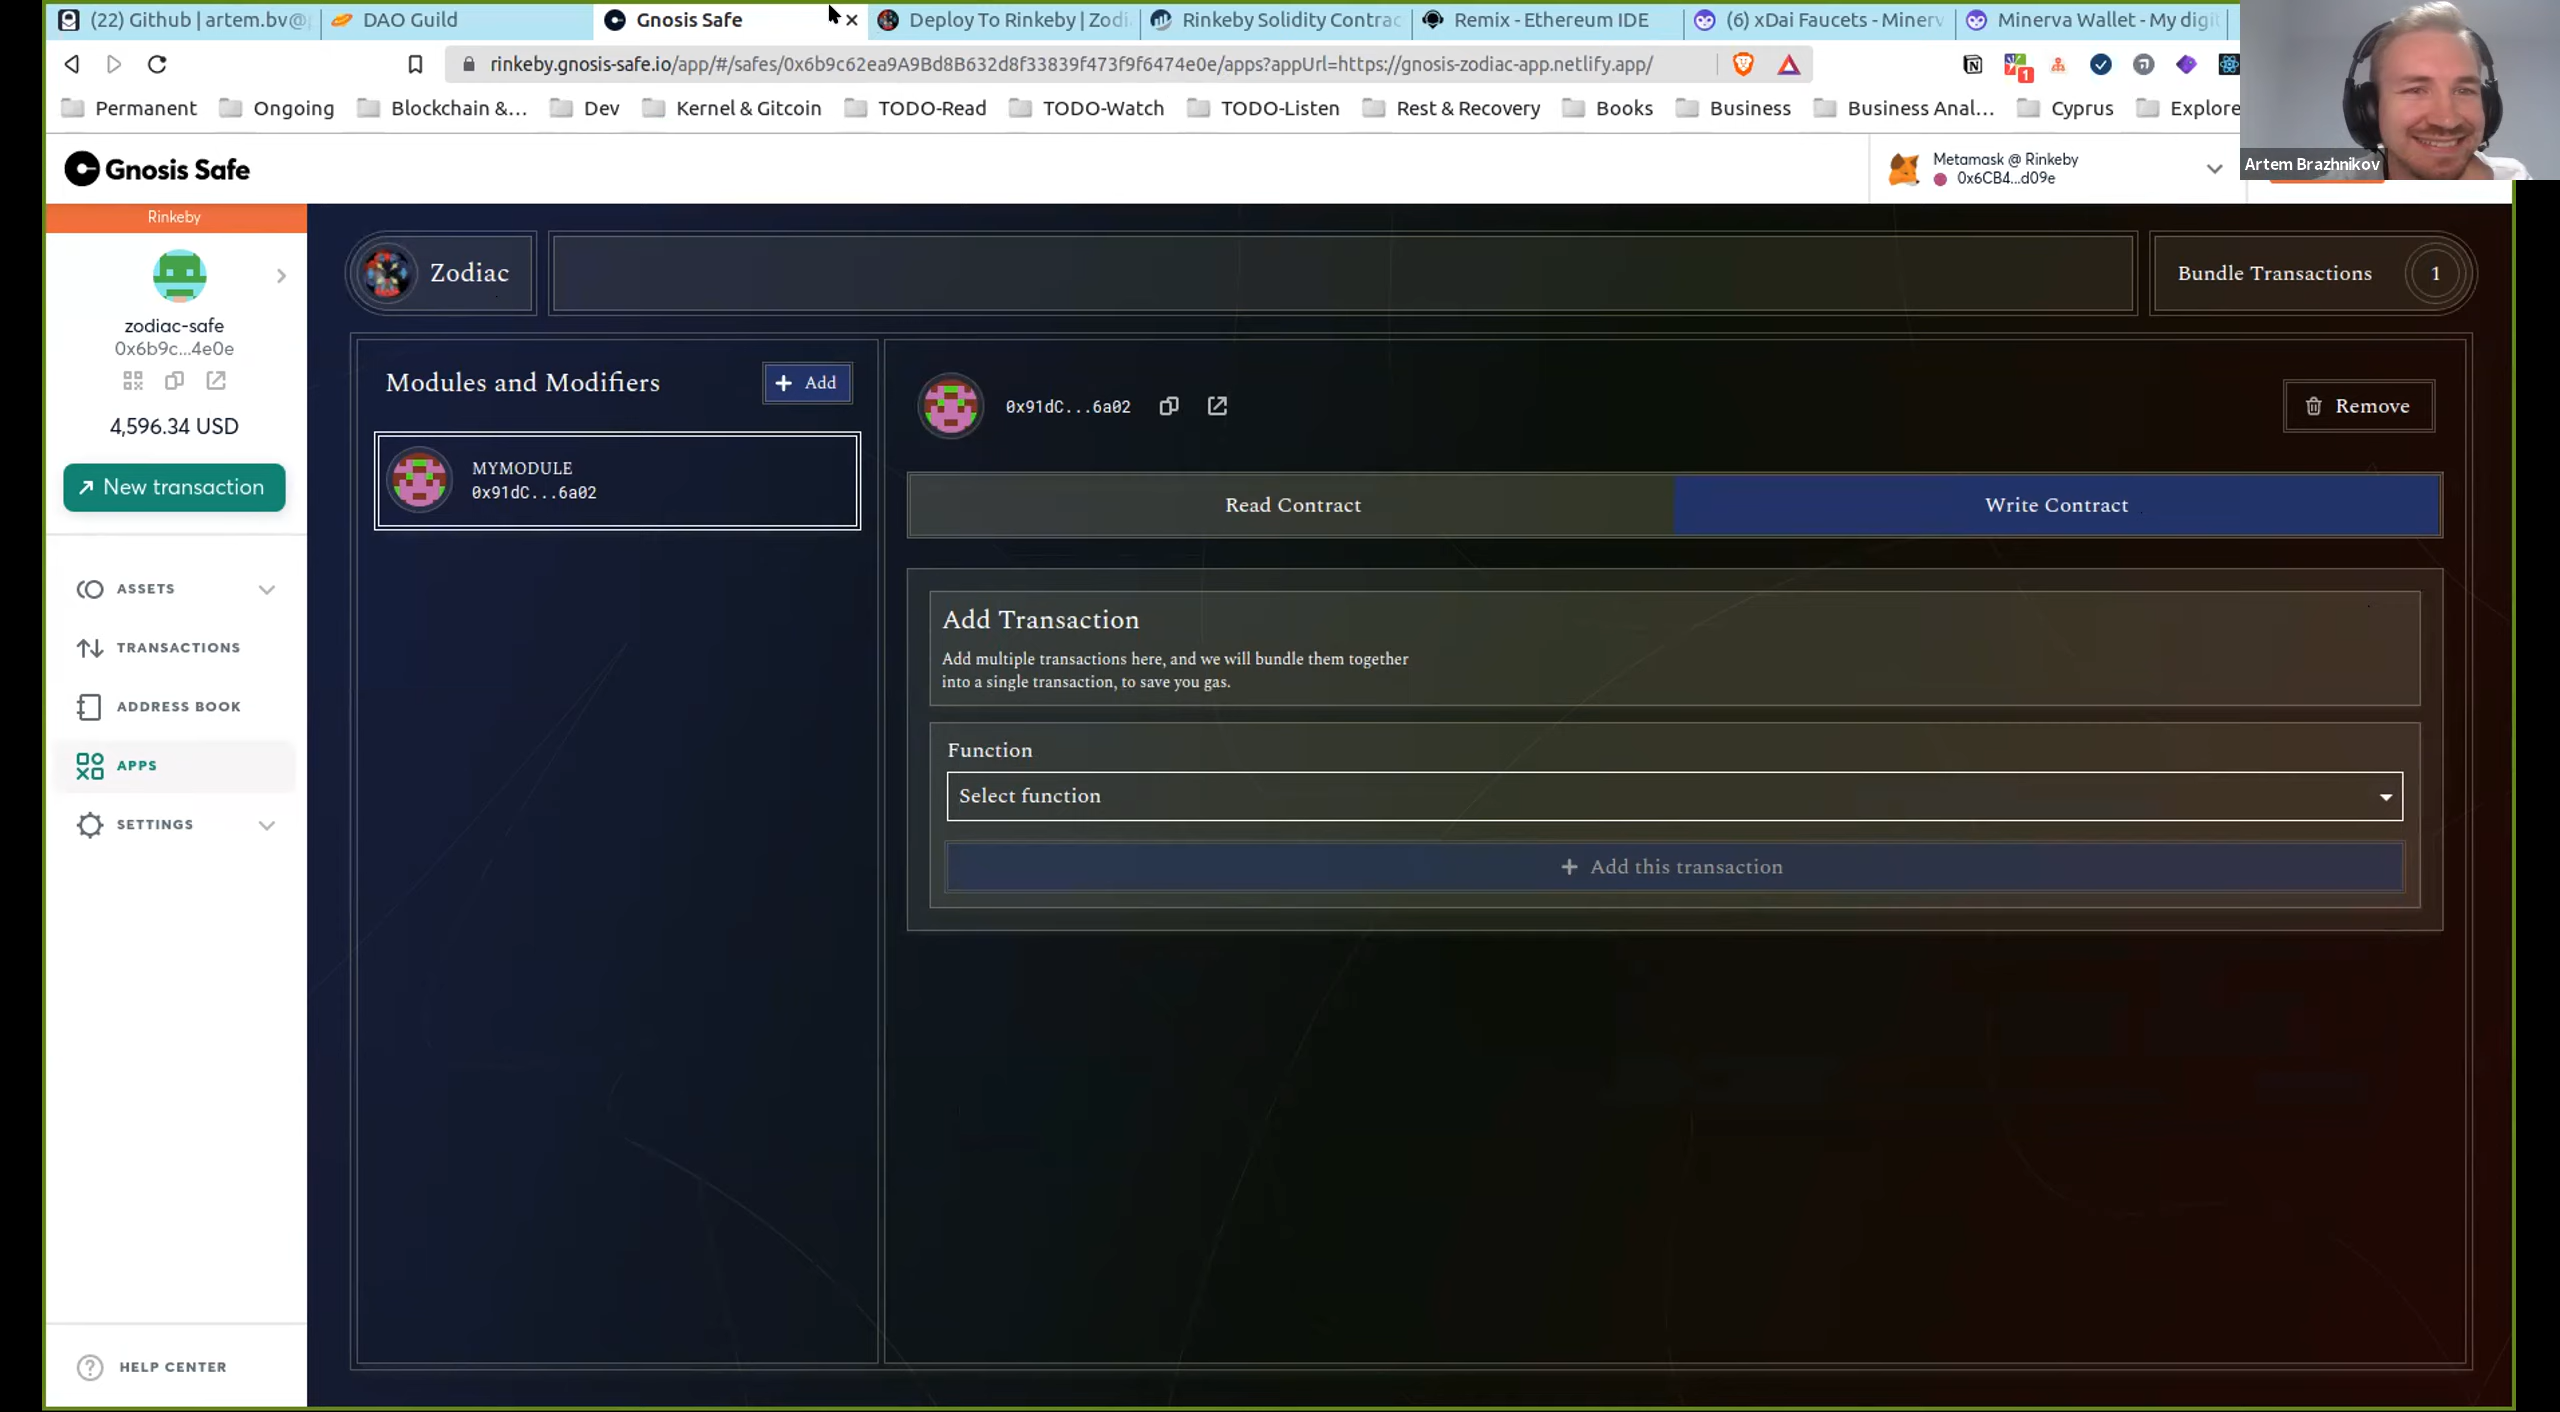 (22) Github | artem.bv@
DAO Guild
Gnosis Safe
Deploy To Rinkeby | Zodi
Rinkeby Solidity Contrac
Remix - Ethereum IDE
(6) xDai Faucets - Minerv
Minerva Wallet - My digit
rinkeby.gnosis-safe.io/app/#/safes/0x6b9c62ea9A9Bd8B632d8f33839f473f9f6474e0e/apps?appUrl=https://gnosis-zodiac-app.netlify.app/
1
Permanent
Ongoing
Blockchain &...
Dev
Kernel & Gitcoin
TODO-Read
TODO-Watch
TODO-Listen
Rest & Recovery
Books
Business
Business Anal...
Cyprus
Explore
Artem Brazhnikov
Gnosis Safe
Metamask @ Rinkeby
0x6CB4...d09e
Rinkeby
zodiac-safe
0x6b9c...4e0e
4,596.34 USD
New transaction
ASSETS
TRANSACTIONS
ADDRESS BOOK
APPS
SETTINGS
HELP CENTER
Zodiac
Bundle Transactions
1
Modules and Modifiers
Add
MYMODULE
0x91dC...6a02
0x91dC...6a02
Remove
Read Contract
Write Contract
Add Transaction
Add multiple transactions here, and we will bundle them together
into a single transaction, to save you gas.
Function
Select function
Add this transaction